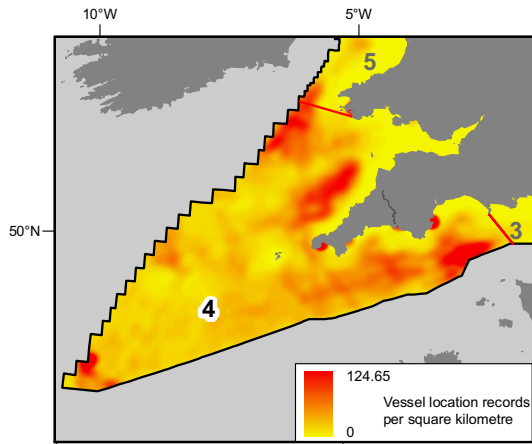 10°W 5°W
5
50°N
3
4
124.65
Vessel location records
per square kilometre
0